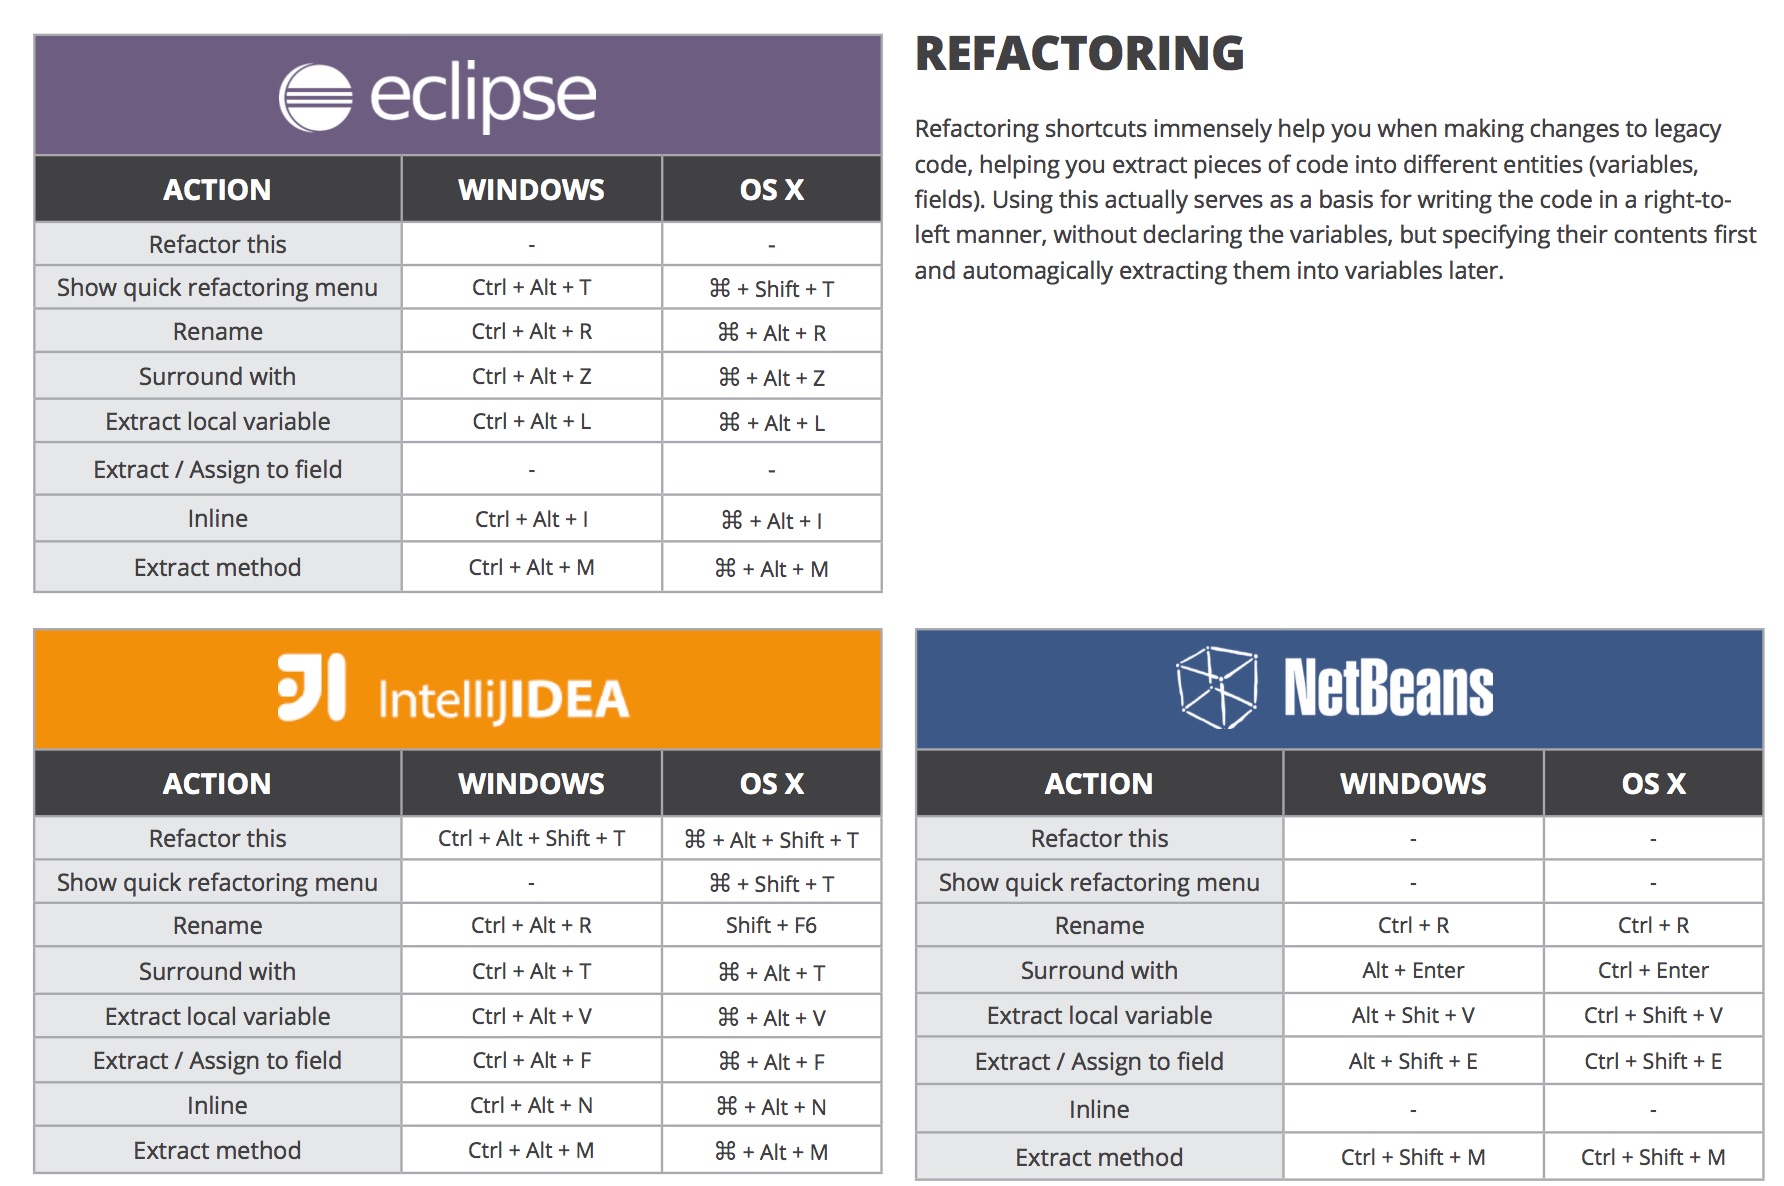 eclipse
ACTION WINDOWS OS X
Refactor this - -
Show quick refactoring menu Ctrl + Alt + T ⌘ + Shift + T
Rename Ctrl + Alt + R ⌘ + Alt + R
Surround with Ctrl + Alt + Z ⌘ + Alt + Z
Extract local variable Ctrl + Alt + L ⌘ + Alt + L
Extract / Assign to field - -
Inline Ctrl + Alt + I ⌘ + Alt + I
Extract method Ctrl + Alt + M ⌘ + Alt + M
REFACTORING
Refactoring shortcuts immensely help you when making changes to legacy
code, helping you extract pieces of code into different entities (variables,
fields). Using this actually serves as a basis for writing the code in a right-to-
left manner, without declaring the variables, but specifying their contents first
and automagically extracting them into variables later.
IntelliJIDEA
ACTION WINDOWS OS X
Refactor this Ctrl + Alt + Shift + T ⌘ + Alt + Shift + T
Show quick refactoring menu - ⌘ + Shift + T
Rename Ctrl + Alt + R Shift + F6
Surround with Ctrl + Alt + T ⌘ + Alt + T
Extract local variable Ctrl + Alt + V ⌘ + Alt + V
Extract / Assign to field Ctrl + Alt + F ⌘ + Alt + F
Inline Ctrl + Alt + N ⌘ + Alt + N
Extract method Ctrl + Alt + M ⌘ + Alt + M
NetBeans
ACTION WINDOWS OS X
Refactor this - -
Show quick refactoring menu - -
Rename Ctrl + R Ctrl + R
Surround with Alt + Enter Ctrl + Enter
Extract local variable Alt + Shit + V Ctrl + Shift + V
Extract / Assign to field Alt + Shift + E Ctrl + Shift + E
Inline - -
Extract method Ctrl + Shift + M Ctrl + Shift + M